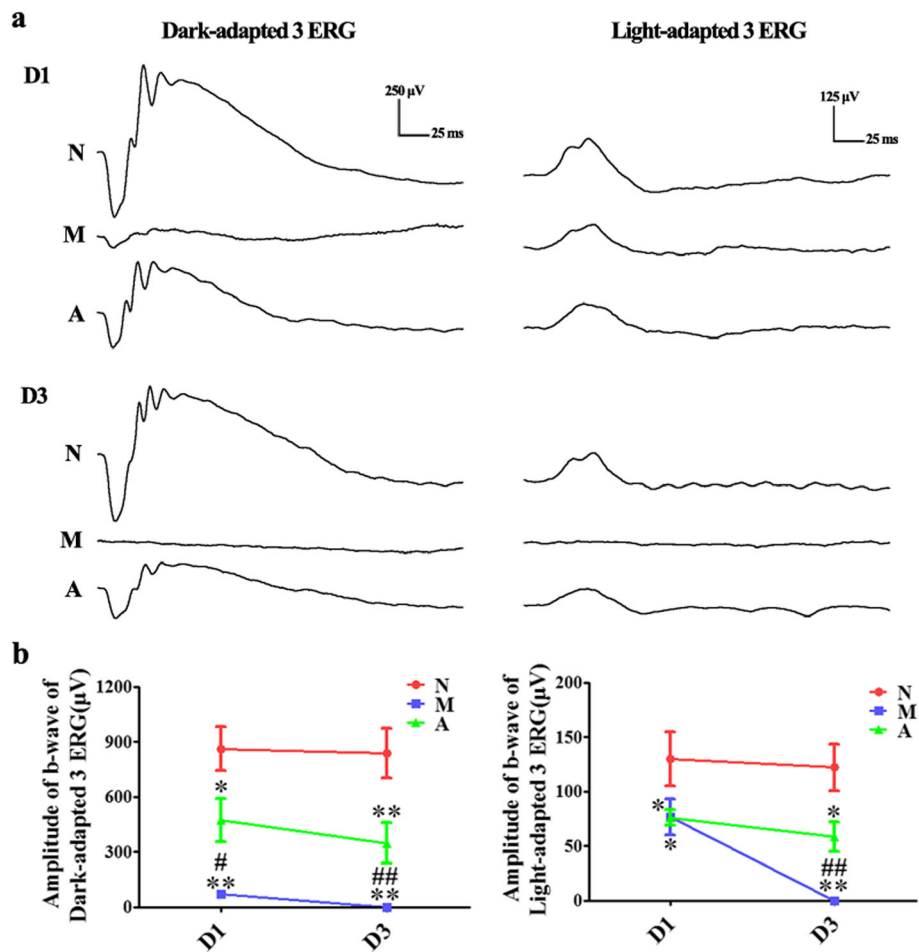 a
Dark-adapted 3 ERG
Light-adapted 3 ERG
D1
250 μV
25 ms
125 μV
25 ms
N
M
A
D3
N
M
A
b
Amplitude of b-wave of
Dark-adapted 3 ERG(μV)
1200
900
600
300
0
N
M
A
*
**
#
**
##
**
D1
D3
Amplitude of b-wave of
Light-adapted 3 ERG(μV)
200
150
100
50
0
N
M
A
*
*
*
##
**
D1
D3